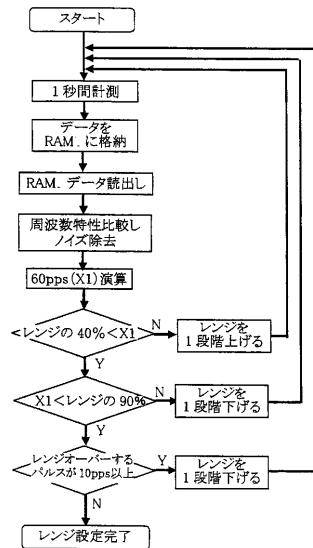 スタート
1秒間計測
データを
RAM.に格納
RAM.データ読出し
周波数特性比較し
ノイズ除去
60pps(X1)演算
<レンジの 40%<X1
N
レンジを
1段階上げる
Y
X1<レンジの 90%
N
レンジを
1段階下げる
Y
レンジオーバーする
パルスが10pps以上
Y
レンジを
1段階下げる
N
レンジ設定完了